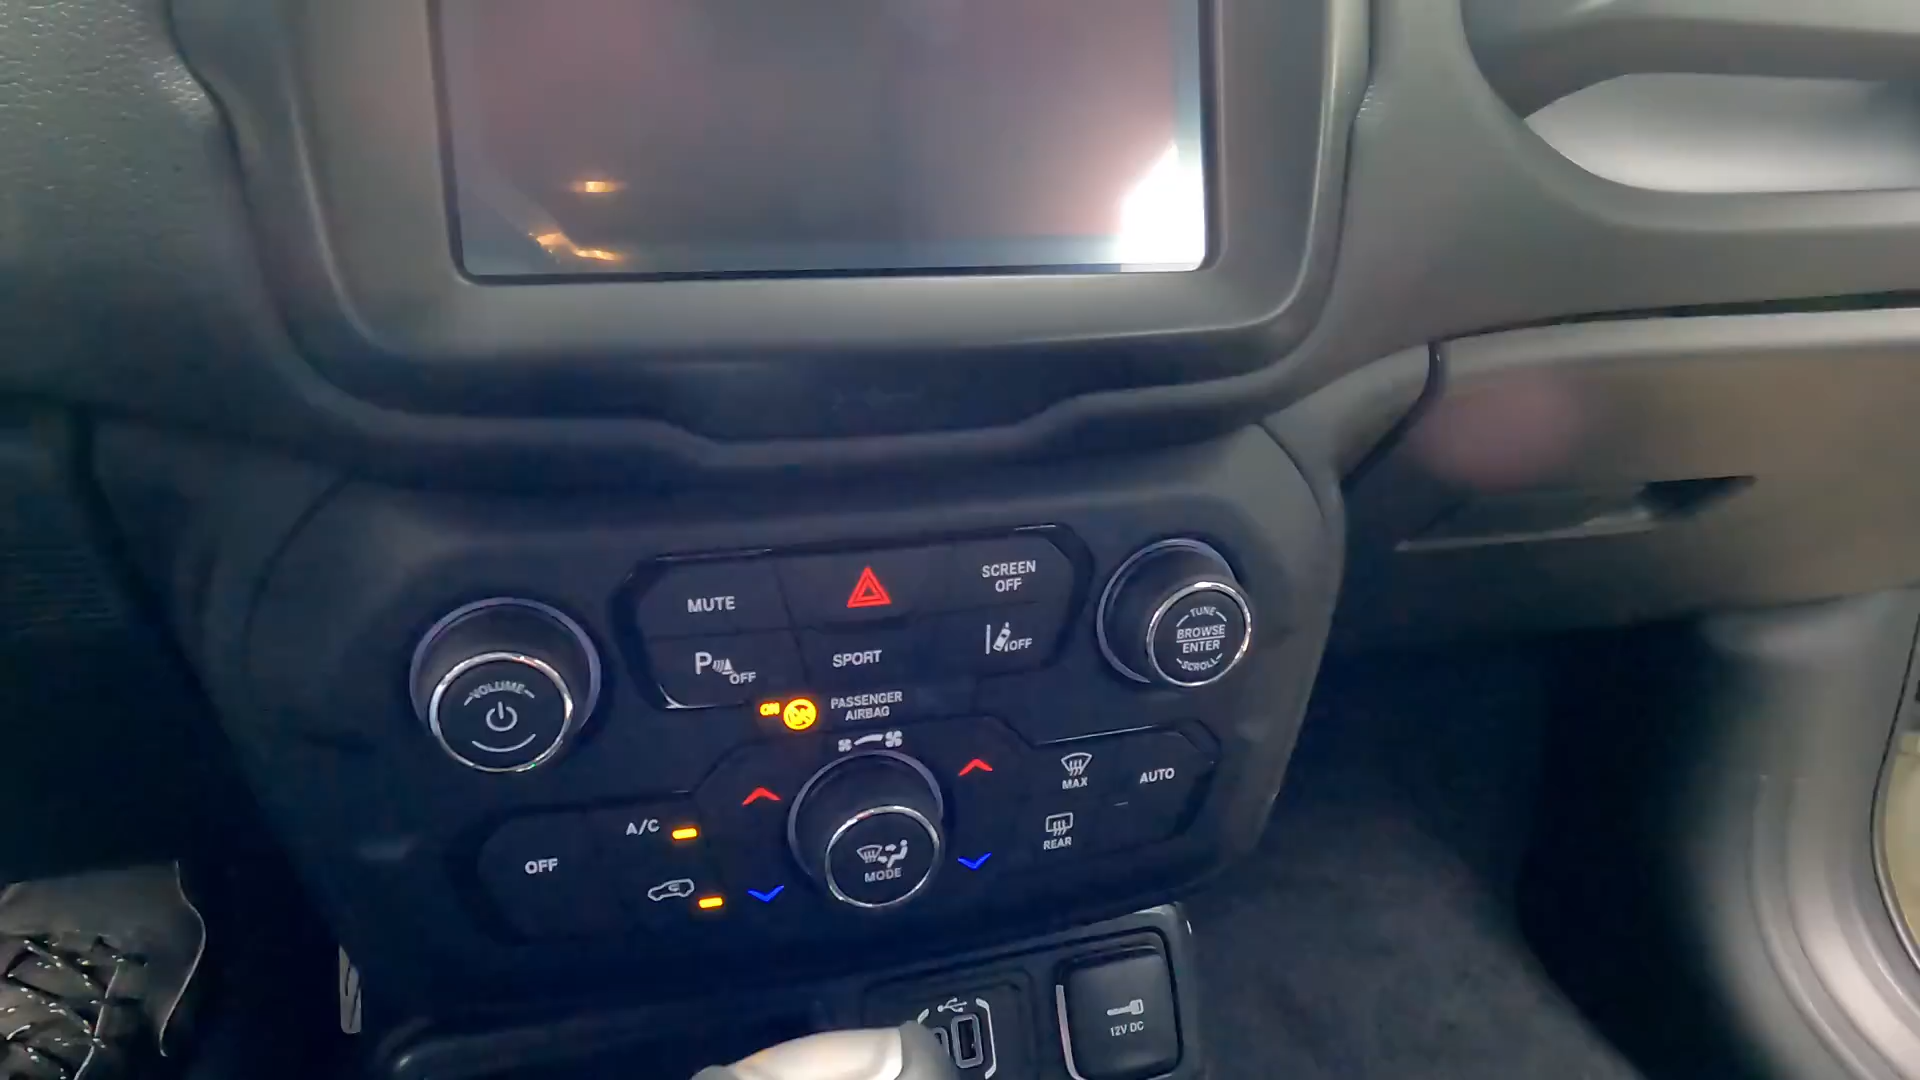 MUTE
SCREEN
OFF
P OFF
SPORT
OFF
TUNE
BROWSE
ENTER
SCROLL
VOLUME
ON
PASSENGER
AIRBAG
MAX
AUTO
A/C
OFF
REAR
MODE
12V DC